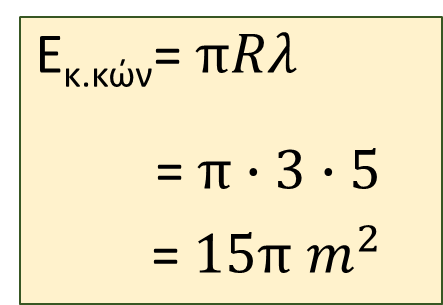 Εκ.κών= πRλ
= π · 3 · 5
= 15π m²